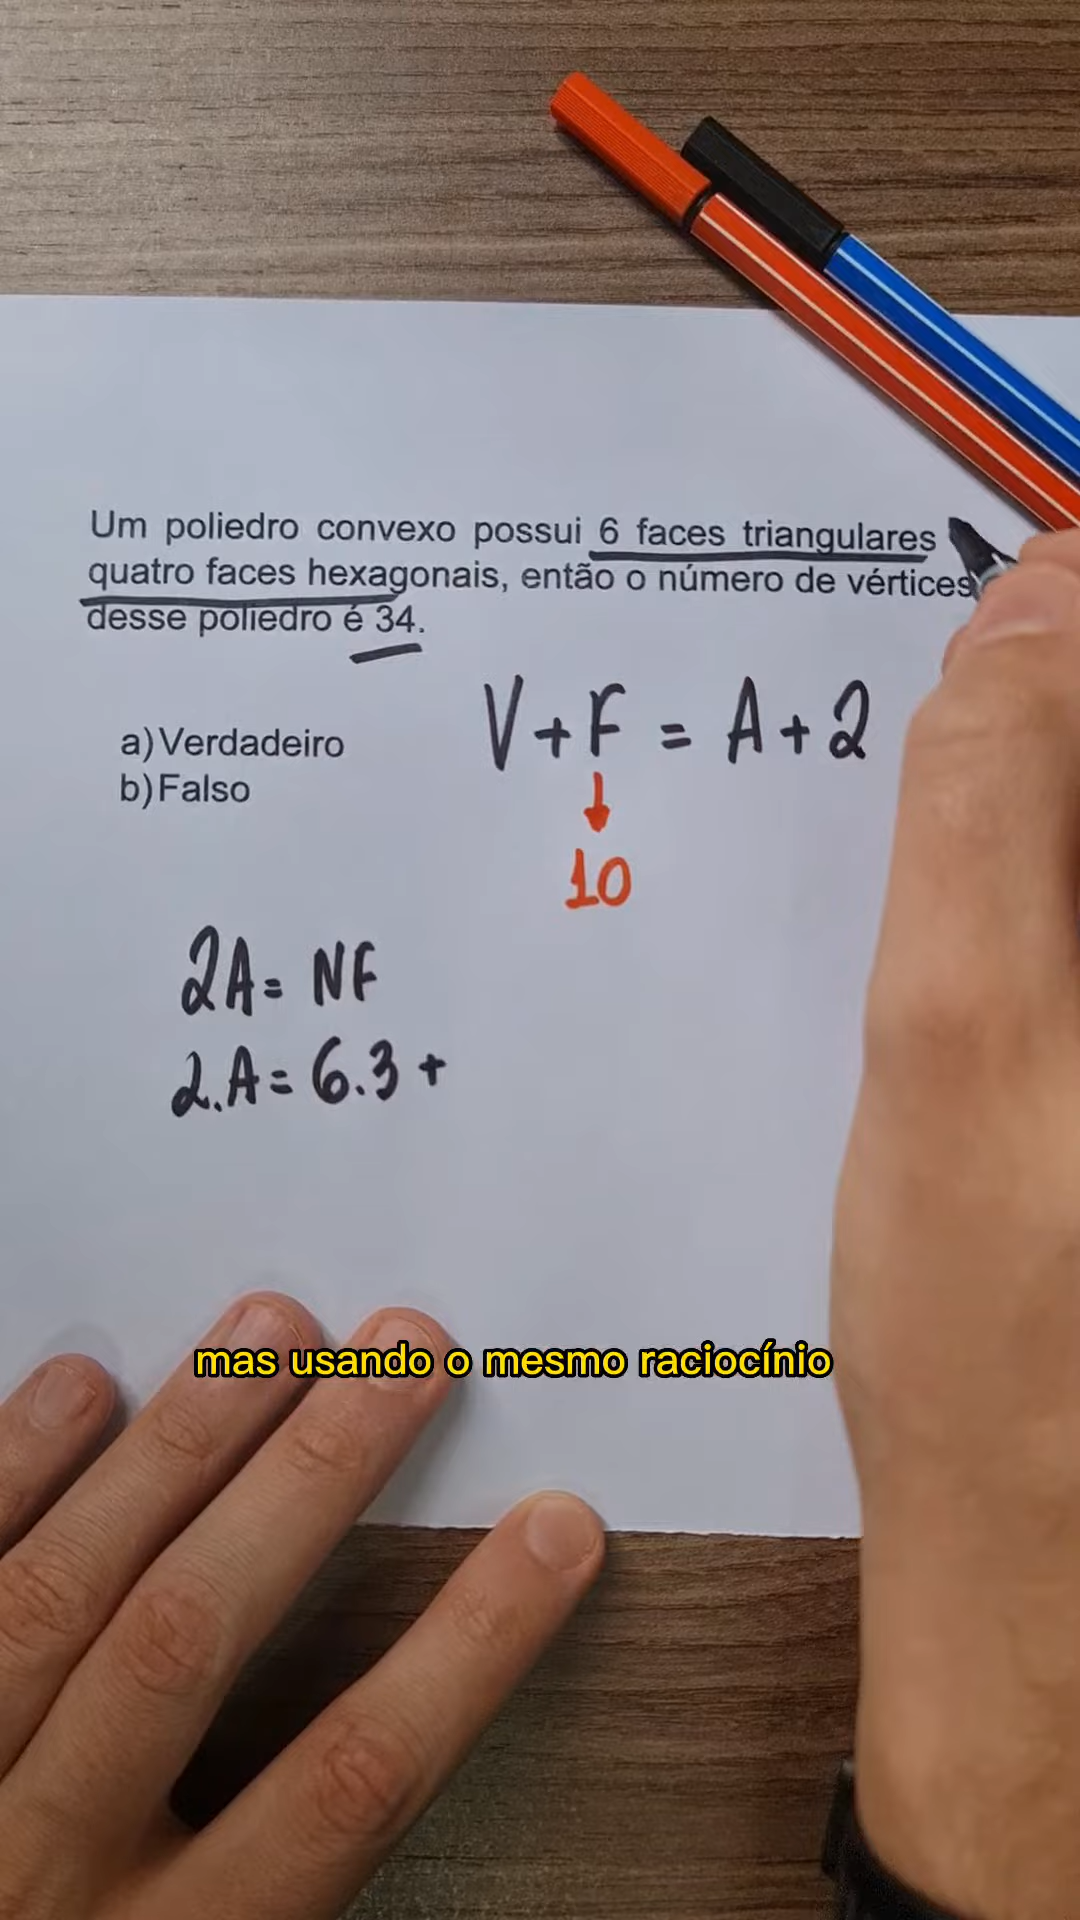 Um poliedro convexo possui 6 faces triangulares
quatro faces hexagonais, então o número de vértices
desse poliedro é 34.
V + F = A + 2
a) Verdadeiro
b) Falso
10
2A = NF
2.A = 6.3 +
mas usando o mesmo raciocínio